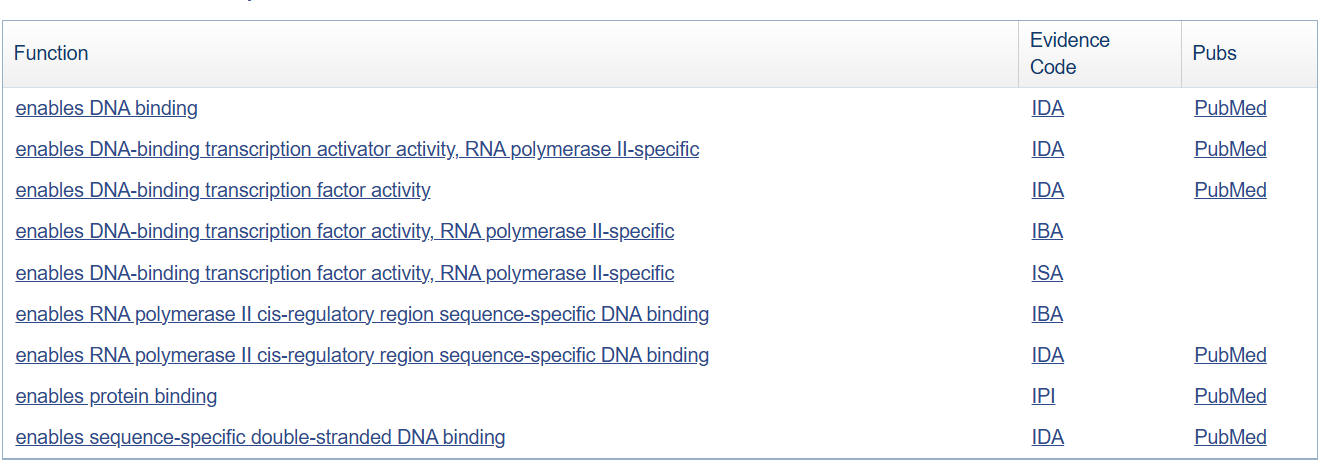 Function Evidence Code Pubs
enables DNA binding IDA PubMed
enables DNA-binding transcription activator activity, RNA polymerase II-specific IDA PubMed
enables DNA-binding transcription factor activity IDA PubMed
enables DNA-binding transcription factor activity, RNA polymerase II-specific IBA
enables DNA-binding transcription factor activity, RNA polymerase II-specific ISA
enables RNA polymerase II cis-regulatory region sequence-specific DNA binding IBA
enables RNA polymerase II cis-regulatory region sequence-specific DNA binding IDA PubMed
enables protein binding IPI PubMed
enables sequence-specific double-stranded DNA binding IDA PubMed